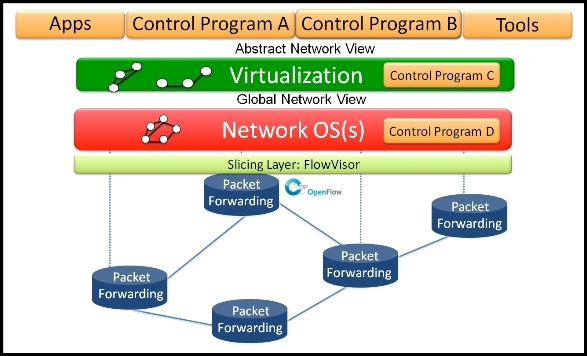 Apps
Control Program A
Control Program B
Tools
Abstract Network View
Virtualization
Control Program C
Global Network View
Network OS(s)
Control Program D
Slicing Layer: FlowVisor
OpenFlow
Packet
Forwarding
Packet
Forwarding
Packet
Forwarding
Packet
Forwarding
Packet
Forwarding